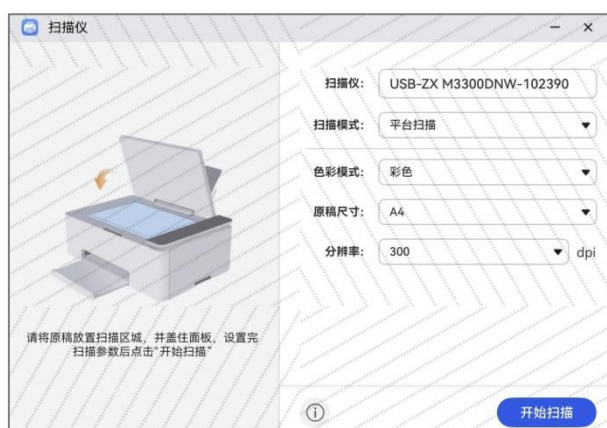 扫描仪
扫描仪： USB-ZX M3300DNW-102390
扫描模式： 平台扫描
色彩模式： 彩色
原稿尺寸： A4
分辨率： 300 dpi
请将原稿放置扫描区城，并盖住面板，设置完
扫描参数后点击“开始扫描”
开始扫描